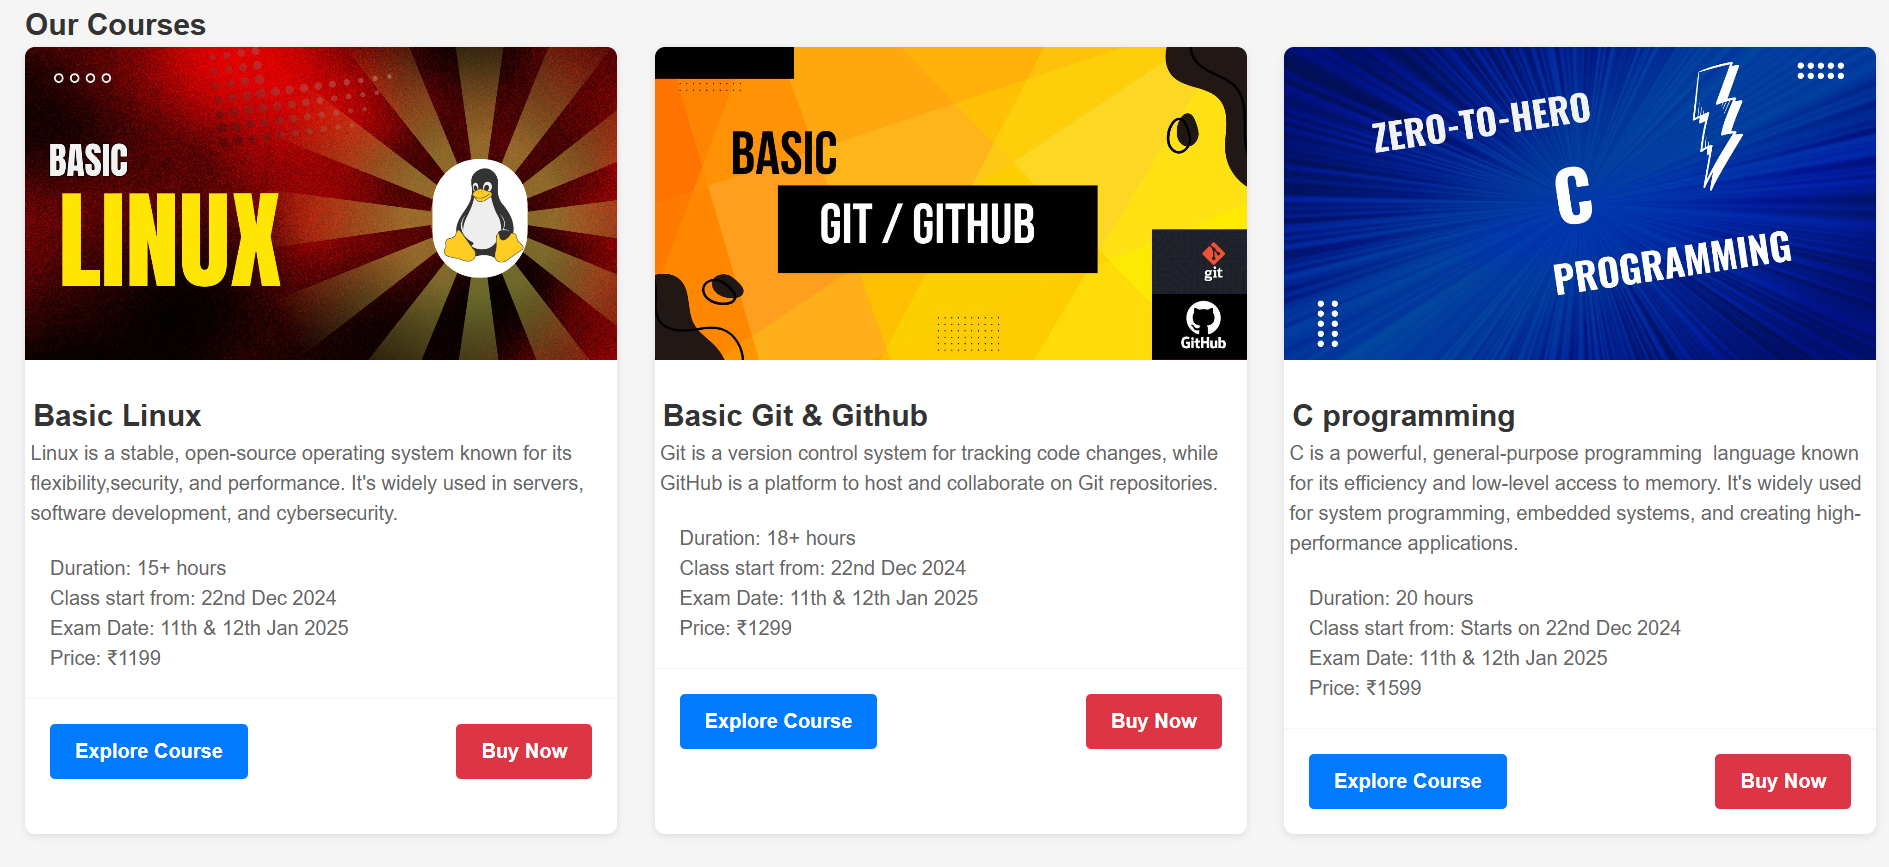 Our Courses
BASIC
LINUX
Basic Linux
Linux is a stable, open-source operating system known for its
flexibility,security, and performance. It's widely used in servers,
software development, and cybersecurity.
Duration: 15+ hours
Class start from: 22nd Dec 2024
Exam Date: 11th & 12th Jan 2025
Price: ₹1199
Explore Course
Buy Now
BASIC
GIT / GITHUB
git
GitHub
Basic Git & Github
Git is a version control system for tracking code changes, while
GitHub is a platform to host and collaborate on Git repositories.
Duration: 18+ hours
Class start from: 22nd Dec 2024
Exam Date: 11th & 12th Jan 2025
Price: ₹1299
Explore Course
Buy Now
ZERO-TO-HERO
C
PROGRAMMING
C programming
C is a powerful, general-purpose programming  language known
for its efficiency and low-level access to memory. It's widely used
for system programming, embedded systems, and creating high-
performance applications.
Duration: 20 hours
Class start from: Starts on 22nd Dec 2024
Exam Date: 11th & 12th Jan 2025
Price: ₹1599
Explore Course
Buy Now